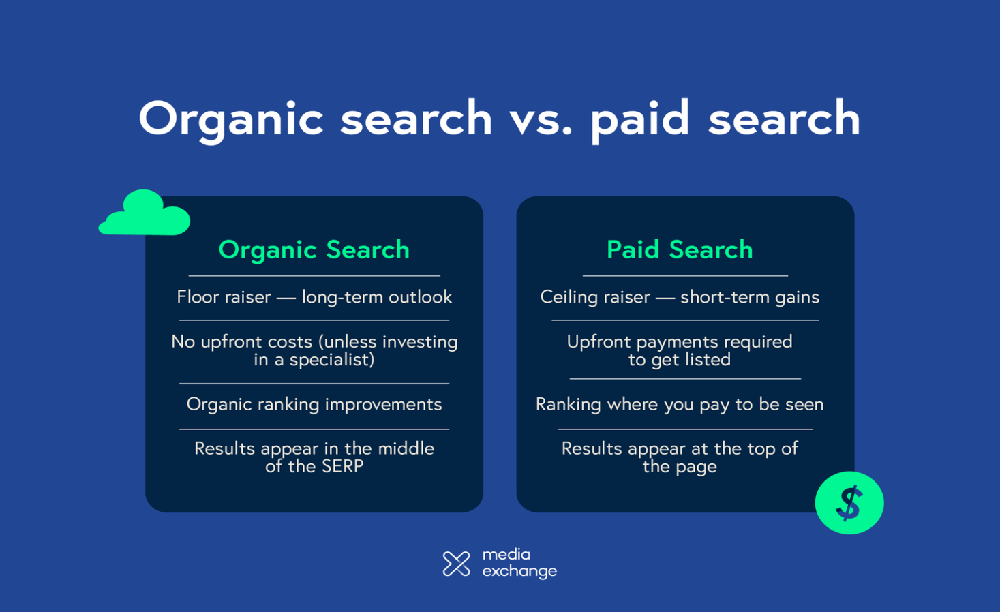 Organic search vs. paid search
Organic Search
Floor raiser — long-term outlook
No upfront costs (unless investing
in a specialist)
Organic ranking improvements
Results appear in the middle
of the SERP
Paid Search
Ceiling raiser — short-term gains
Upfront payments required
to get listed
Ranking where you pay to be seen
Results appear at the top of
the page
$
media
exchange